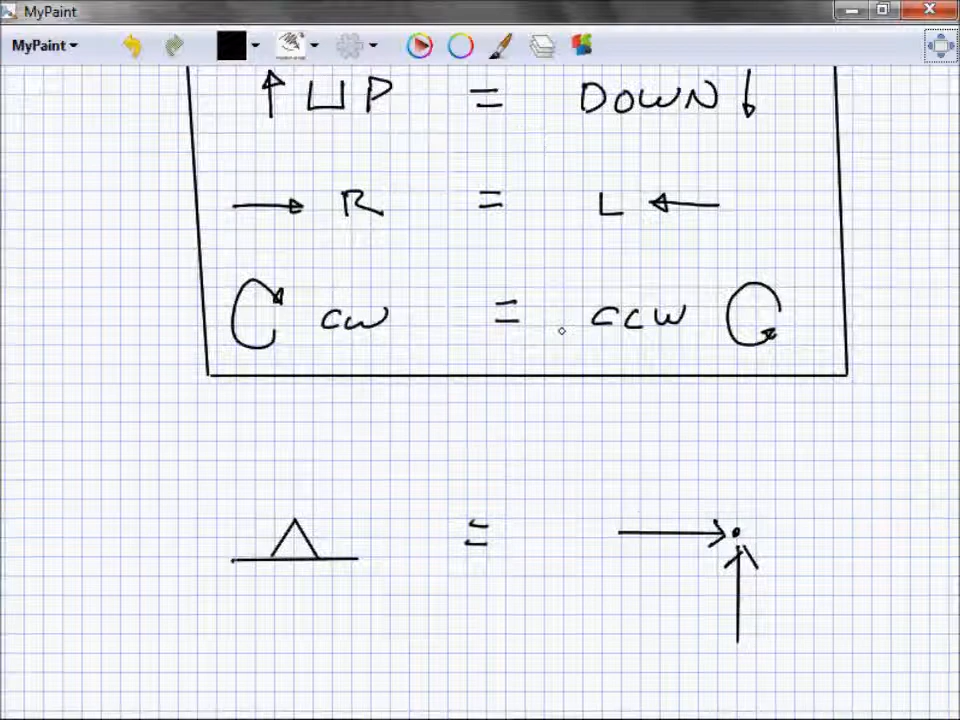 MyPaint
MyPaint
↑ UP = DOWN ↓
→ R = L ←
cw = ccw
=